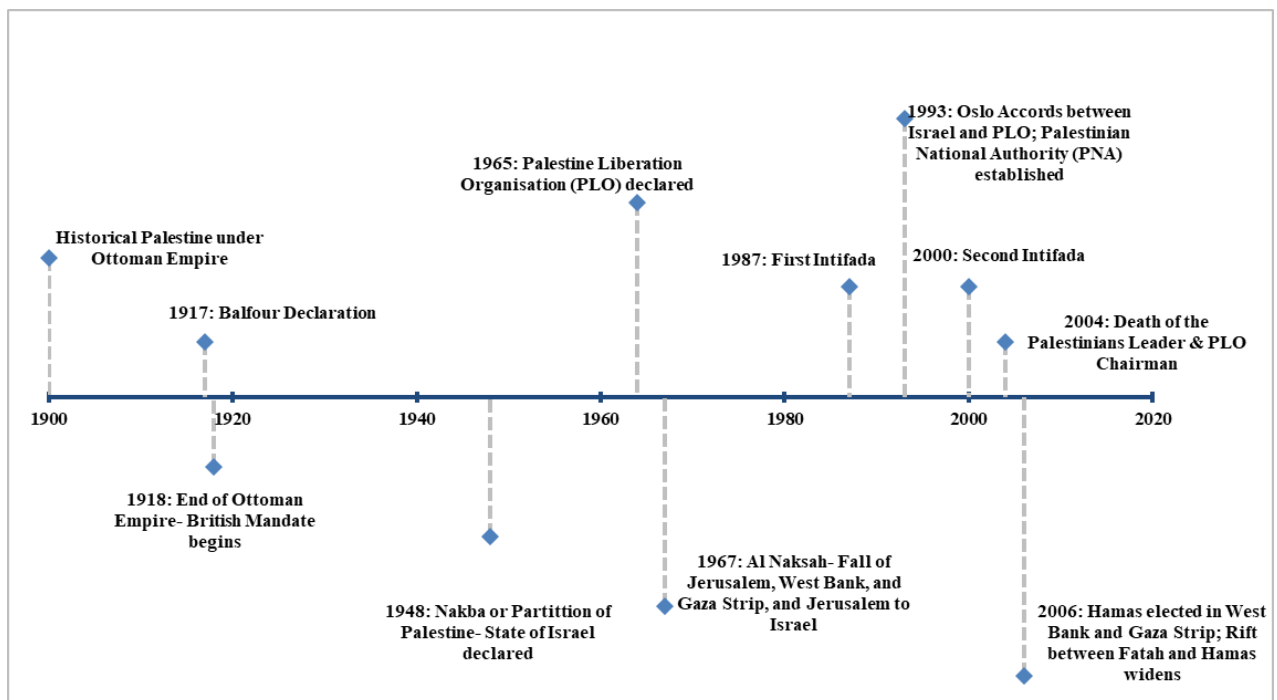 1993: Oslo Accords between
Israel and PLO; Palestinian
National Authority (PNA)
established
1965: Palestine Liberation
Organisation (PLO) declared
Historical Palestine under
Ottoman Empire
1987: First Intifada
2000: Second Intifada
1917: Balfour Declaration
2004: Death of the
Palestinians Leader & PLO
Chairman
1900 1920 1940 1960 1980 2000 2020
1918: End of Ottoman
Empire- British Mandate
begins
1967: Al Naksah- Fall of
Jerusalem, West Bank, and
Gaza Strip, and Jerusalem to
Israel
1948: Nakba or Partittion of
Palestine- State of Israel
declared
2006: Hamas elected in West
Bank and Gaza Strip; Rift
between Fatah and Hamas
widens